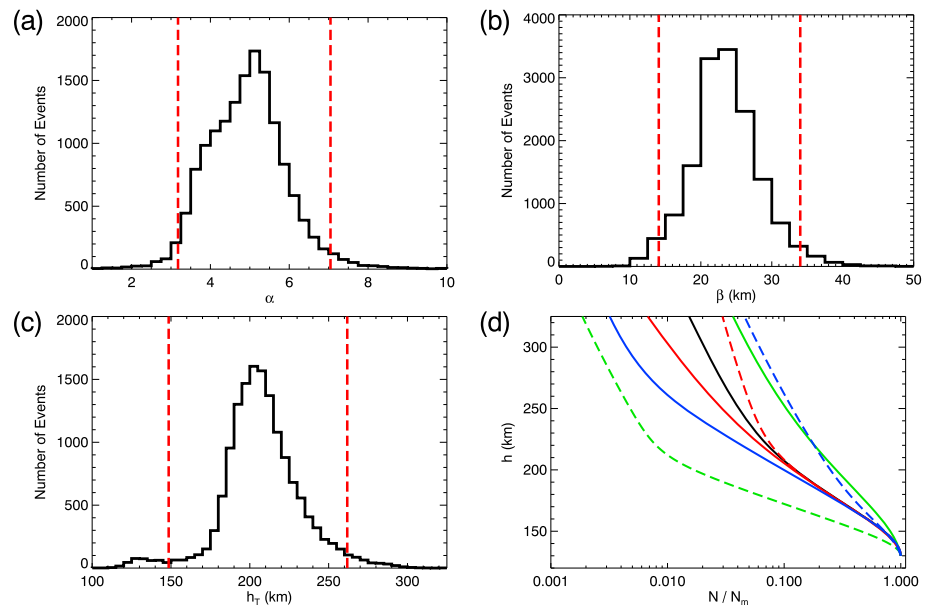 (a)
2000
1500
1000
500
0
Number of Events
2 4 6 8 10
α
(b)
4000
3000
2000
1000
0
Number of Events
0 10 20 30 40 50
β (km)
(c)
2000
1500
1000
500
0
Number of Events
100 150 200 250 300
h_T (km)
(d)
300
250
200
150
h (km)
0.001 0.010 0.100 1.000
N / N_m